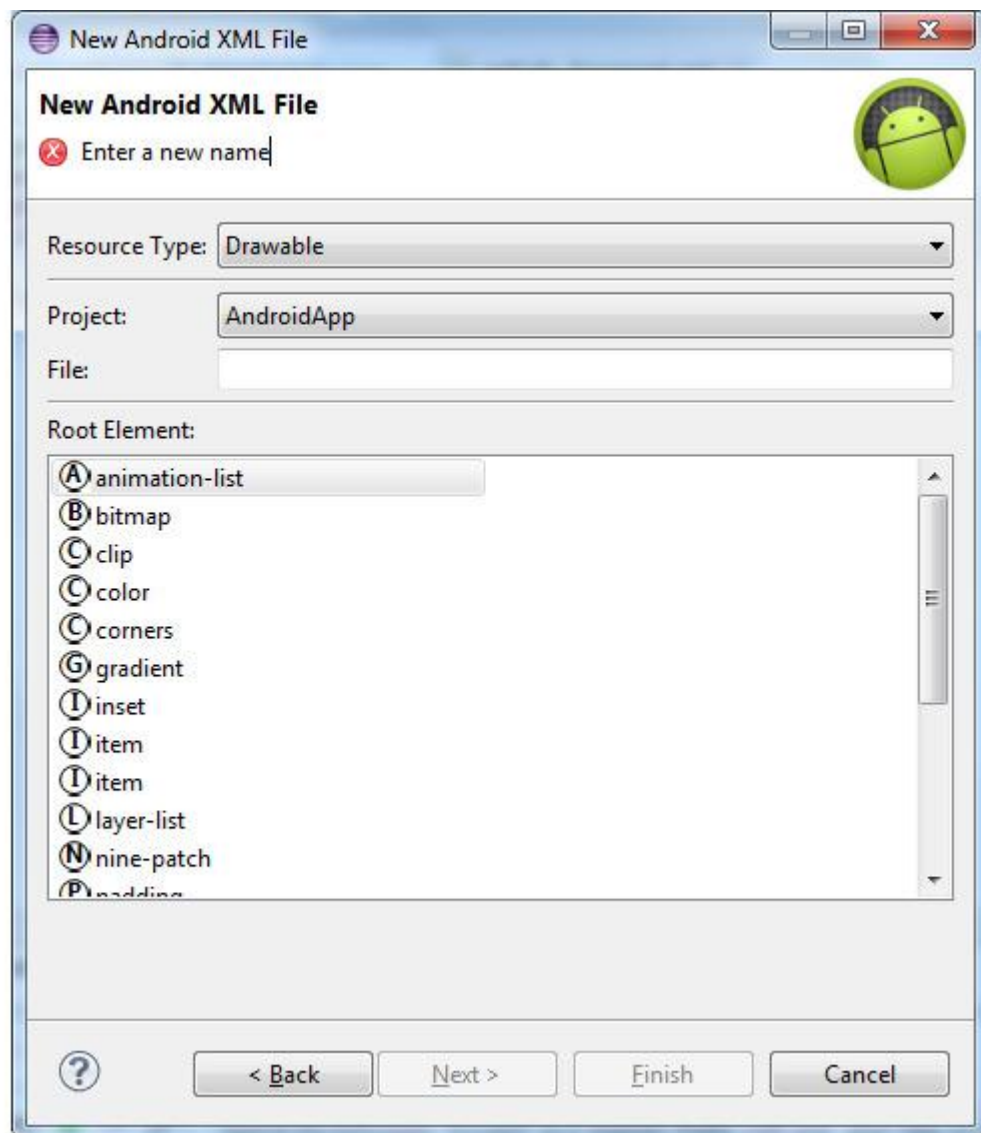 New Android XML File
New Android XML File
Enter a new name
Resource Type: Drawable
Project: AndroidApp
File:
Root Element:
A animation-list
B bitmap
C clip
C color
C corners
G gradient
I inset
I item
I item
L layer-list
N nine-patch
P padding
? < Back Next > Finish Cancel